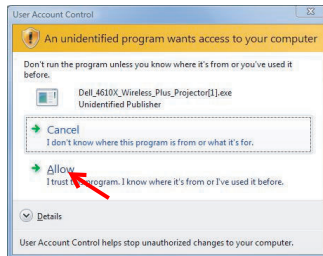 User Account Control
An unidentified program wants access to your computer
Don't run the program unless you know where it's from or you've used it
before.
Dell_4610X_Wireless_Plus_Projector[1].exe
Unidentified Publisher
Cancel
I don't know where this program is from or what it's for.
Allow
I trust program. I know where it's from or I've used it before.
Details
User Account Control helps stop unauthorized changes to your computer.